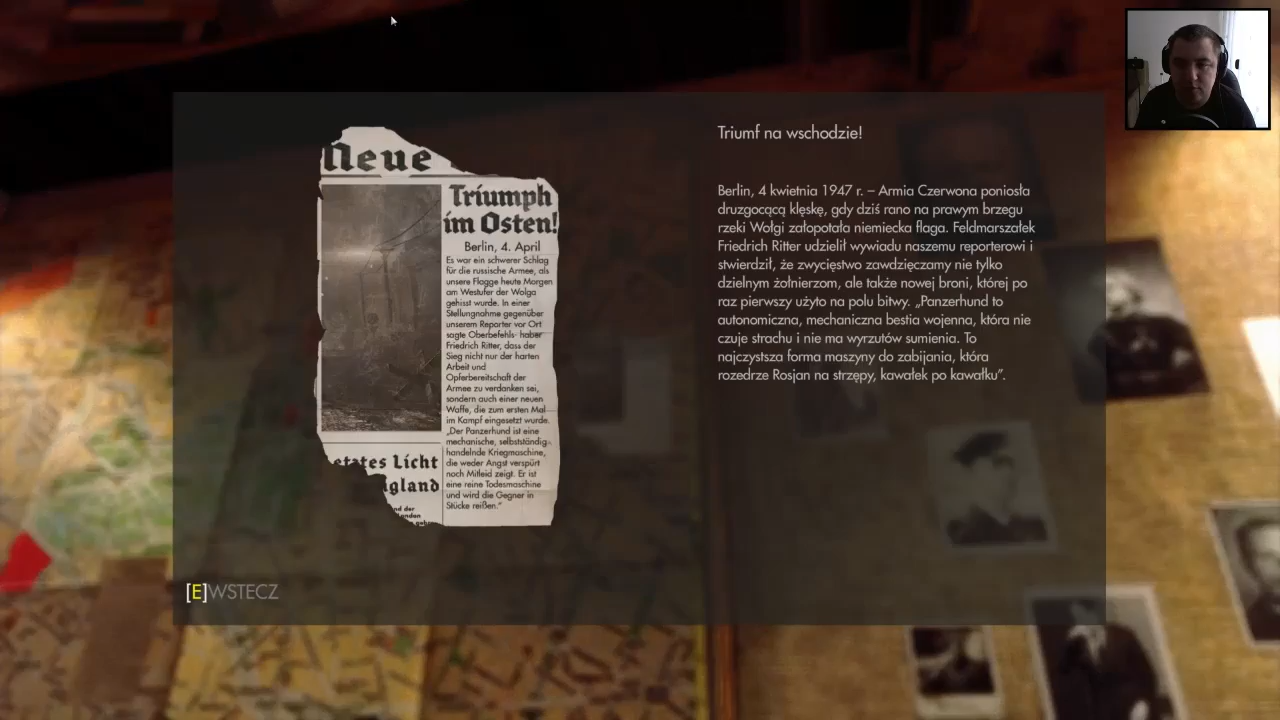 Neue
Triumph
im Osten!
Berlin, 4. April
Es war ein schwerer Schlag
für die russische Armee, als
unsere Flagge heute Morgen
am Westufer der Wolga
gehisst wurde. In einer
Stellungnahme gegenüber
unserem Reporter vor Ort
sagte Oberbefehls- haber
Friedrich Ritter, dass der
Sieg nicht nur der harten
Arbeit und
Opferbereitschaft der
Armee zu verdanken sei,
sondern auch einer neuen
Waffe, die zum ersten Mal
im Kampf eingesetzt wurde.
„Der Panzerhund ist eine
mechanische, selbstständig-
handelnde Kriegmaschine,
die weder Angst verspürt
noch Mitleid zeigt. Er ist
eine reine Todesmaschine
und wird die Gegner in
Stücke reißen.“
etztes Licht
gland
nd der
anden
Triumf na wschodzie!
Berlin, 4 kwietnia 1947 r. – Armia Czerwona poniosła
druzgocącą klęskę, gdy dziś rano na prawym brzegu
rzeki Wołgi załopotała niemiecka flaga. Feldmarszałek
Friedrich Ritter udzielił wywiadu naszemu reporterowi i
stwierdził, że zwycięstwo zawdzięczamy nie tylko
dzielnym żołnierzom, ale także nowej broni, której po
raz pierwszy użyto na polu bitwy. „Panzerhund to
autonomiczna, mechaniczna bestia wojenna, która nie
czuje strachu i nie ma wyrzutów sumienia. To
najczystsza forma maszyny do zabijania, która
rozedrze Rosjan na strzępy, kawałek po kawałku”.
[E]WSTECZ